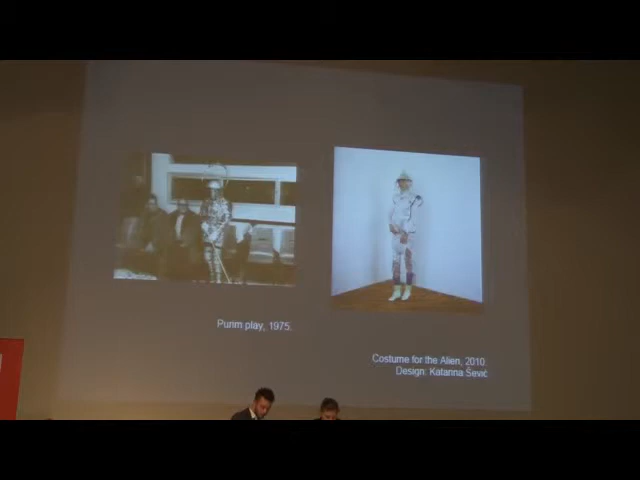 Purim play, 1975.
Costume for the Alien, 2010.
Design: Katarina Šević